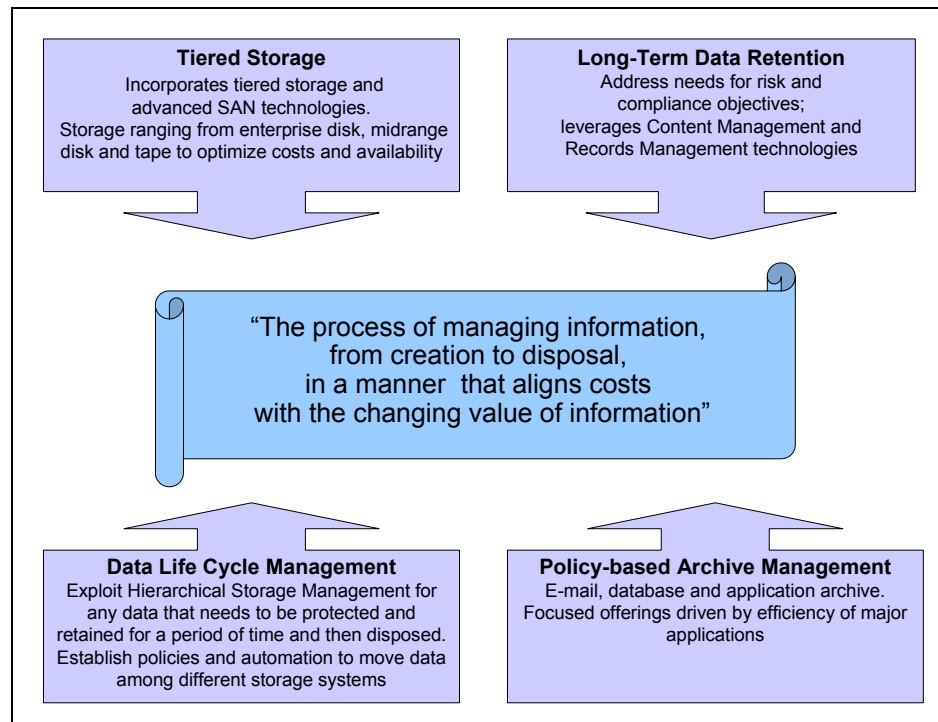 Tiered Storage
Incorporates tiered storage and
advanced SAN technologies.
Storage ranging from enterprise disk, midrange
disk and tape to optimize costs and availability
Long-Term Data Retention
Address needs for risk and
compliance objectives;
leverages Content Management and
Records Management technologies
“The process of managing information,
from creation to disposal,
in a manner that aligns costs
with the changing value of information”
Data Life Cycle Management
Exploit Hierarchical Storage Management for
any data that needs to be protected and
retained for a period of time and then disposed.
Establish policies and automation to move data
among different storage systems
Policy-based Archive Management
E-mail, database and application archive.
Focused offerings driven by efficiency of major
applications